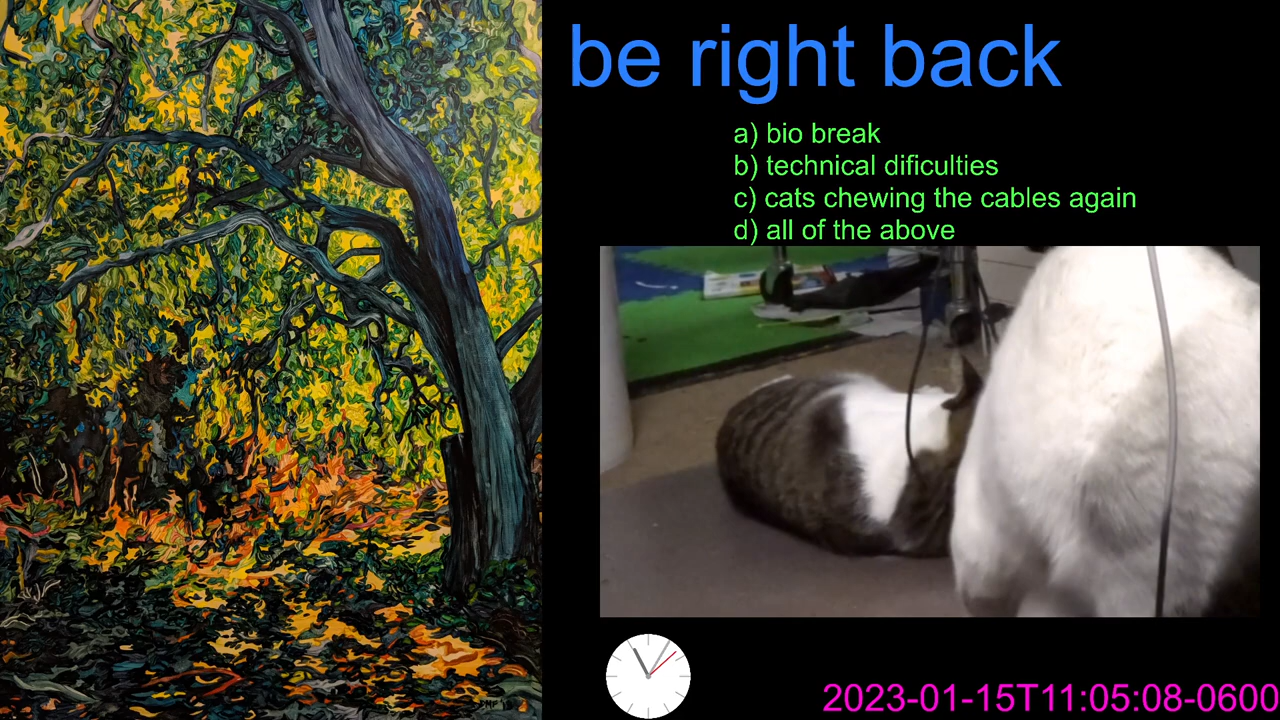 be right back
a) bio break
b) technical dificulties
c) cats chewing the cables again
d) all of the above
2023-01-15T11:05:08-0600